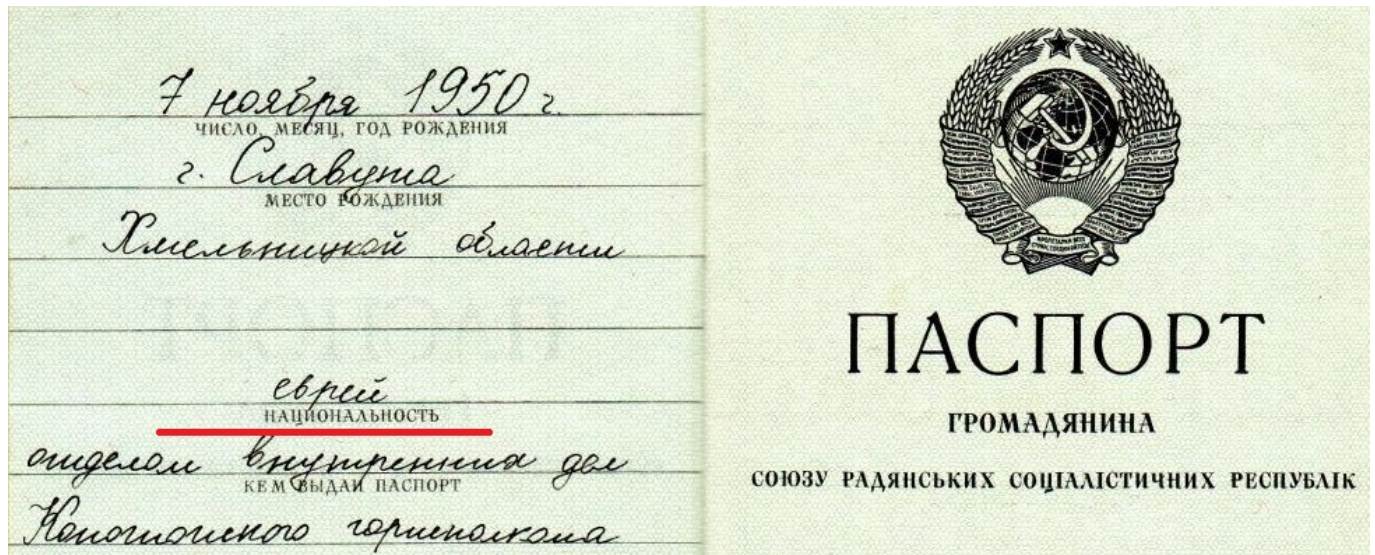 7 ноября 1950 г.
ЧИСЛО, МЕСЯЦ, ГОД РОЖДЕНИЯ
г. Славута
МЕСТО РОЖДЕНИЯ
Хмельницкой области
еврей
НАЦИОНАЛЬНОСТЬ
отделом внутренних дел
КЕМ ВЫДАН ПАСПОРТ
Конотопского горисполкома
ПАСПОРТ
ГРОМАДЯНИНА
СОЮЗУ РАДЯНСЬКИХ СОЦІАЛІСТИЧНИХ РЕСПУБЛІК